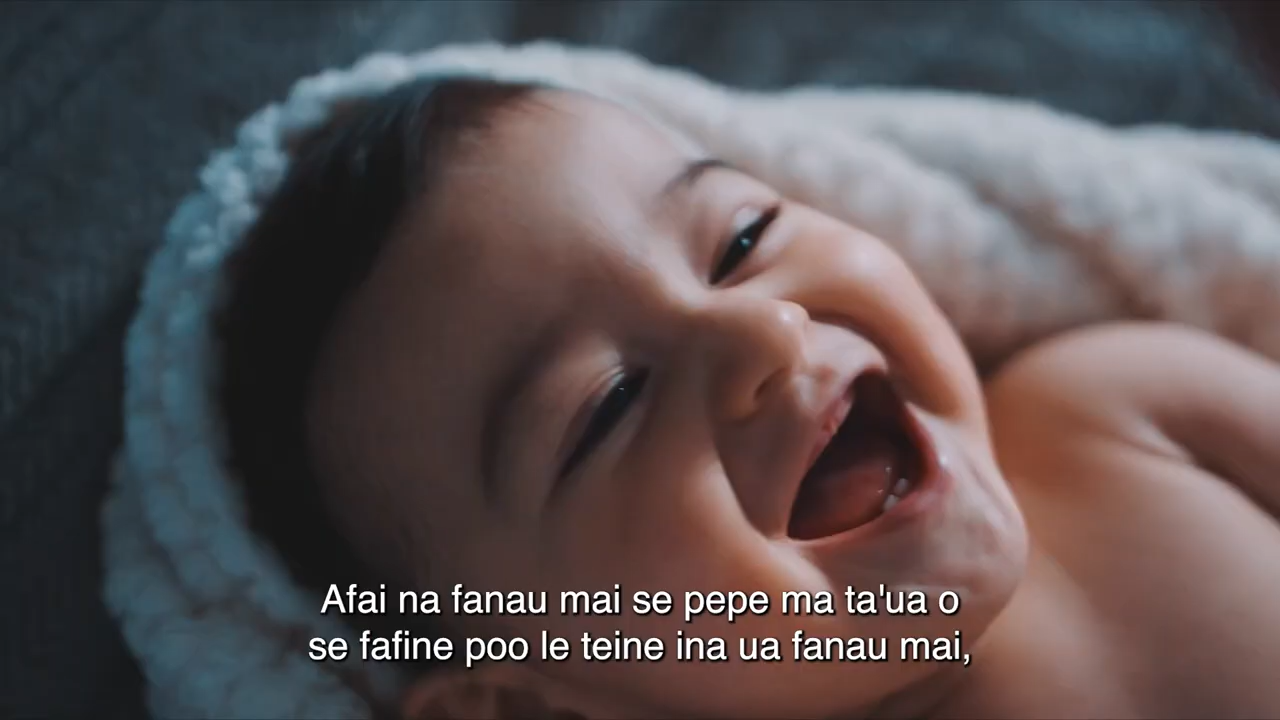 Afai na fanau mai se pepe ma ta'ua o
se fafine poo le teine ina ua fanau mai,